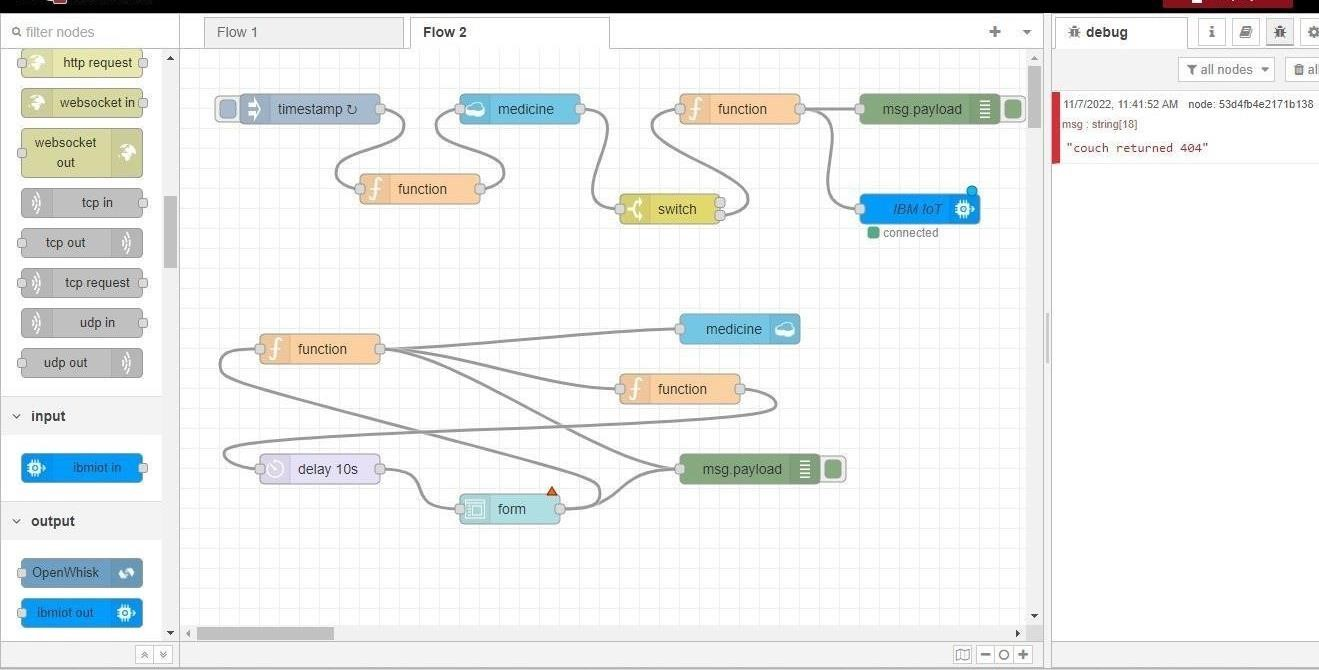 filter nodes
Flow 1
Flow 2
debug
all nodes
all
http request
websocket in
websocket
out
tcp in
tcp out
tcp request
udp in
udp out
input
ibmiot in
output
OpenWhisk
ibmiot out
timestamp ↻
medicine
function
msg.payload
function
switch
IBM IoT
connected
function
medicine
function
delay 10s
msg.payload
form
11/7/2022, 11:41:52 AM node: 53d4fb4e2171b138
msg : string[18]
"couch returned 404"